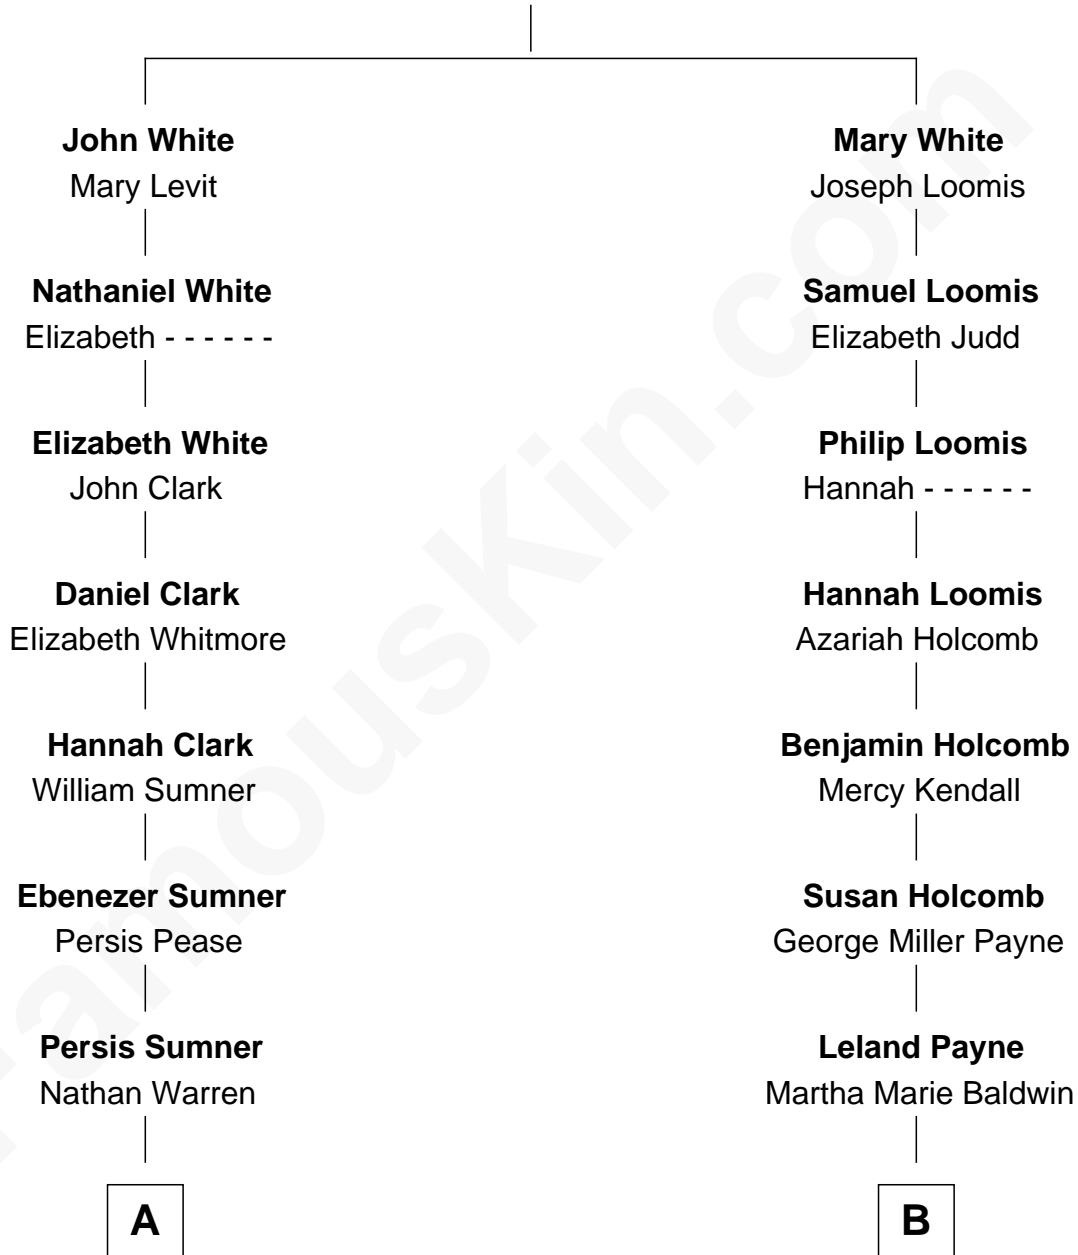 John White
Mary Levit
Nathaniel White
Elizabeth - - - - - -
Elizabeth White
John Clark
Daniel Clark
Elizabeth Whitmore
Hannah Clark
William Sumner
Ebenezer Sumner
Persis Pease
Persis Sumner
Nathan Warren
A
Mary White
Joseph Loomis
Samuel Loomis
Elizabeth Judd
Philip Loomis
Hannah - - - - - -
Hannah Loomis
Azariah Holcomb
Benjamin Holcomb
Mercy Kendall
Susan Holcomb
George Miller Payne
Leland Payne
Martha Marie Baldwin
B
FamousKin.com